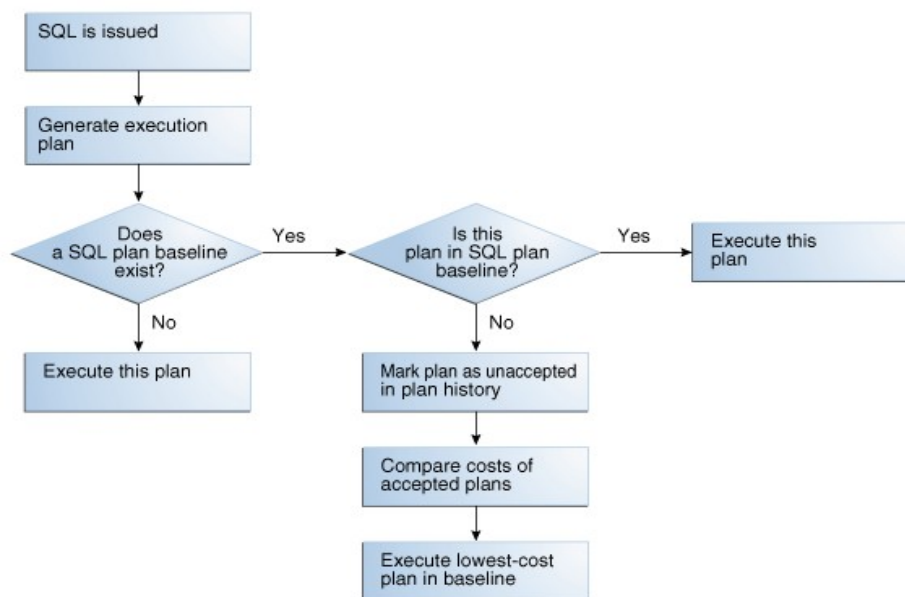 SQL is issued
Generate execution
plan
Does
a SQL plan baseline
exist?
Yes
Is this
plan in SQL plan
baseline?
Yes
Execute this
plan
No
Execute this plan
No
Mark plan as unaccepted
in plan history
Compare costs of
accepted plans
Execute lowest-cost
plan in baseline